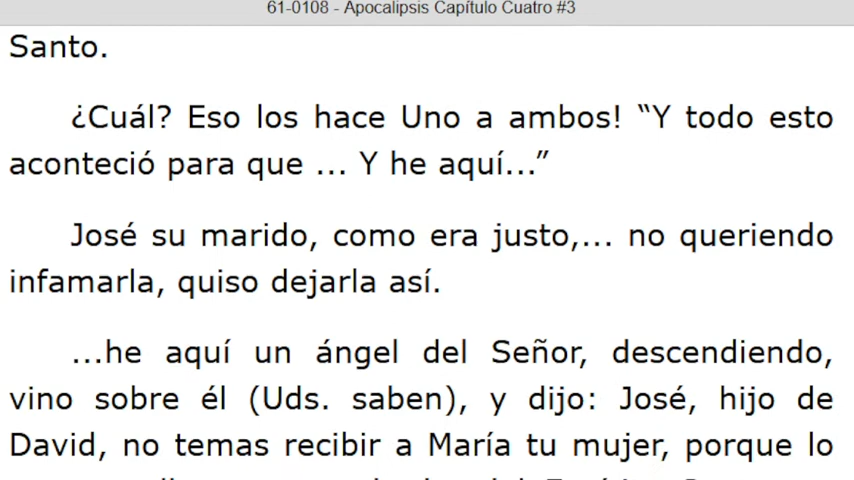 61-0108 - Apocalipsis Capítulo Cuatro #3
Santo.
¿Cuál? Eso los hace Uno a ambos! “Y todo esto
aconteció para que ... Y he aquí...”
José su marido, como era justo,... no queriendo
infamarla, quiso dejarla así.
...he aquí un ángel del Señor, descendiendo,
vino sobre él (Uds. saben), y dijo: José, hijo de
David, no temas recibir a María tu mujer, porque lo